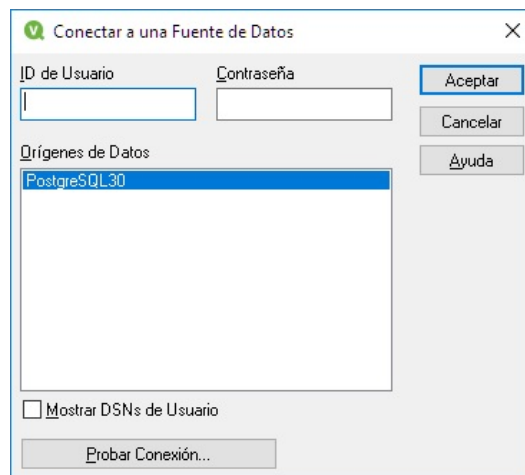 Conectar a una Fuente de Datos
ID de Usuario
Contraseña
Aceptar
Cancelar
Orígenes de Datos
Ayuda
PostgreSQL30
Mostrar DSNs de Usuario
Probar Conexión...